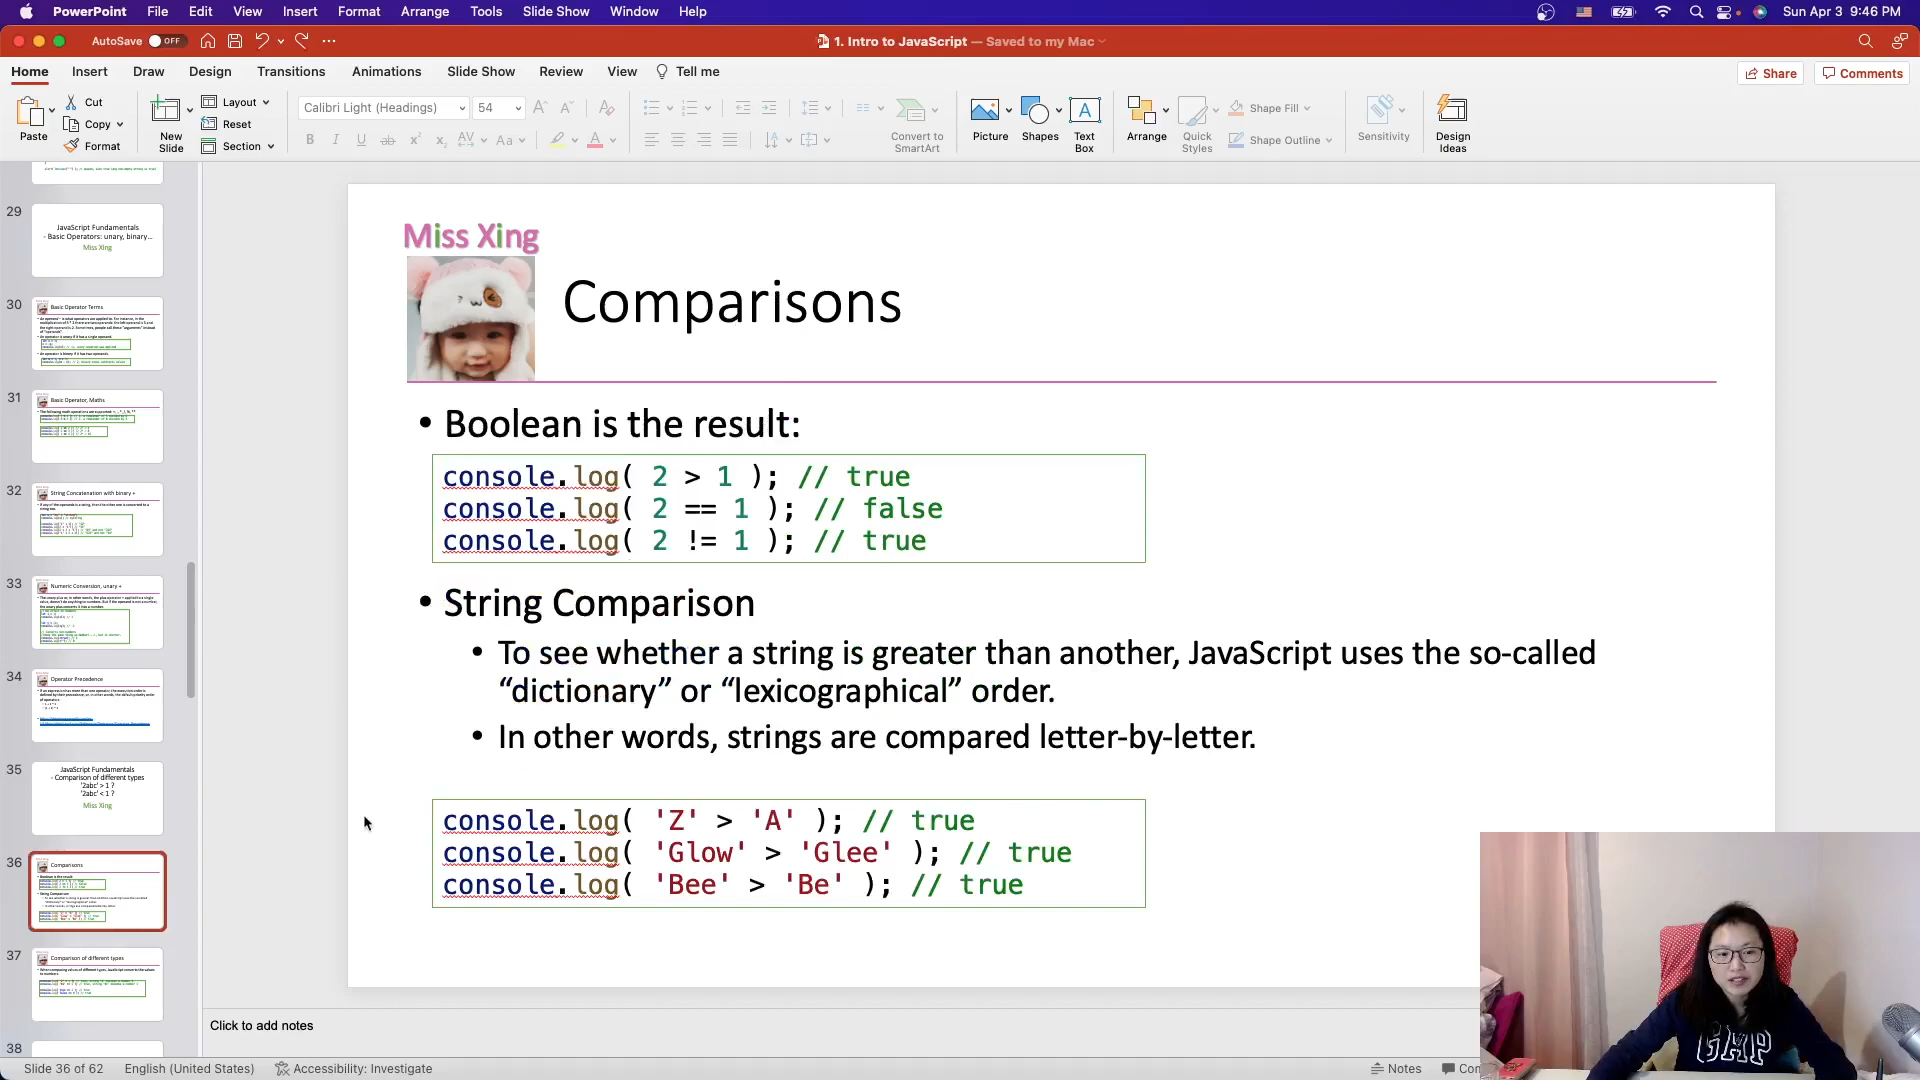 PowerPoint File Edit View Insert Format Arrange Tools Slide Show Window Help Sun Apr 3 9:46 PM
AutoSave OFF 1. Intro to JavaScript — Saved to my Mac
Home Insert Draw Design Transitions Animations Slide Show Review View Tell me Share Comments
Paste Cut Copy Format
New Slide Layout Reset Section
Calibri Light (Headings) 54
Convert to SmartArt
Picture Shapes Text Box Arrange Quick Styles Shape Fill Shape Outline Sensitivity Design Ideas
29
JavaScript Fundamentals
- Basic Operators: unary, binary...
Miss Xing
30
Basic Operator Terms
31
Basic Operator, Maths
32
String Concatenation with binary +
33
Numeric Conversion, unary +
34
Operator Precedence
35
JavaScript Fundamentals
- Comparison of different types
'2abc' > 1 ?
'2abc' < 1 ?
Miss Xing
36
Comparisons
37
Comparison of different types
38
Miss Xing
Comparisons
• Boolean is the result:
console.log( 2 > 1 ); // true
console.log( 2 == 1 ); // false
console.log( 2 != 1 ); // true
• String Comparison
• To see whether a string is greater than another, JavaScript uses the so-called
“dictionary” or “lexicographical” order.
• In other words, strings are compared letter-by-letter.
console.log( 'Z' > 'A' ); // true
console.log( 'Glow' > 'Glee' ); // true
console.log( 'Bee' > 'Be' ); // true
GAP
Click to add notes
Slide 36 of 62 English (United States) Accessibility: Investigate Notes